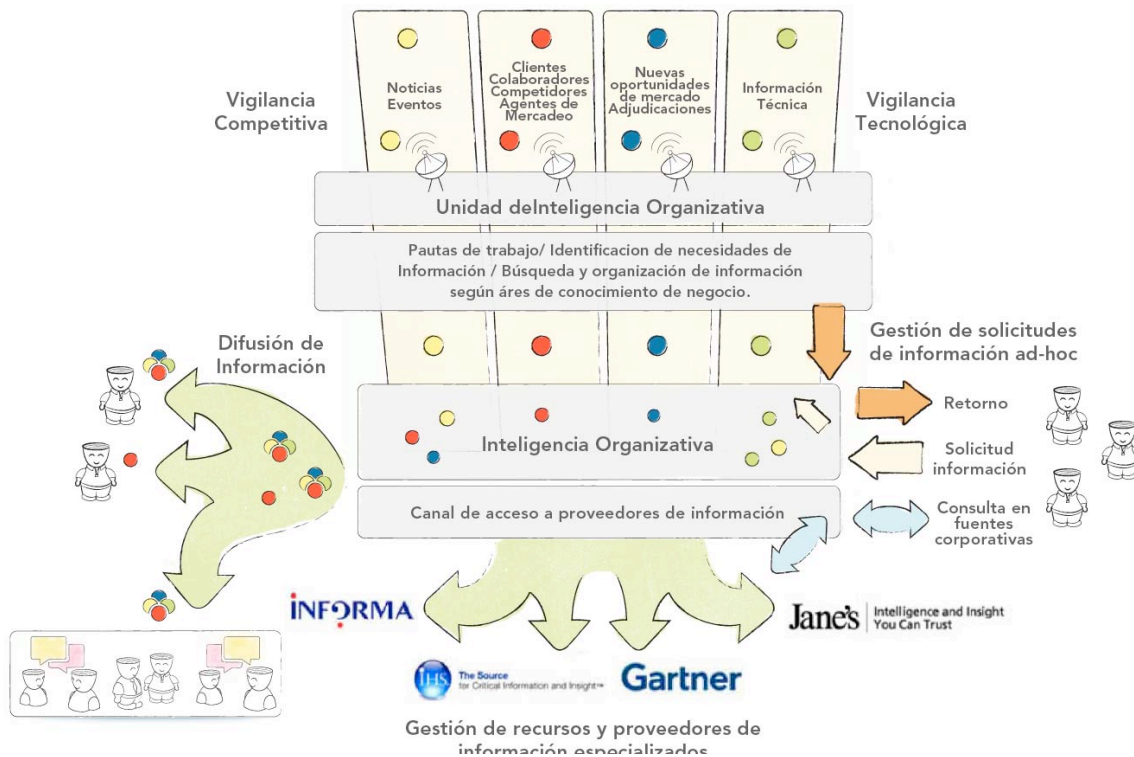 Vigilancia
Competitiva
Noticias
Eventos
Clientes
Colaboradores
Competidores
Agentes de
Mercadeo
Nuevas
oportunidades
de mercado
Adjudicaciones
Información
Técnica
Vigilancia
Tecnológica
Unidad deInteligencia Organizativa
Pautas de trabajo/ Identificacion de necesidades de
Información / Búsqueda y organización de información
según áres de conocimiento de negocio.
Difusión de
Información
Gestión de solicitudes
de información ad-hoc
Retorno
Inteligencia Organizativa
Solicitud
información
Canal de acceso a proveedores de información
Consulta en
fuentes
corporativas
INFORMA
Jane's
Intelligence and Insight
You Can Trust
IHS
The Source
for Critical Information and Insight™
Gartner
Gestión de recursos y proveedores de
información especializados